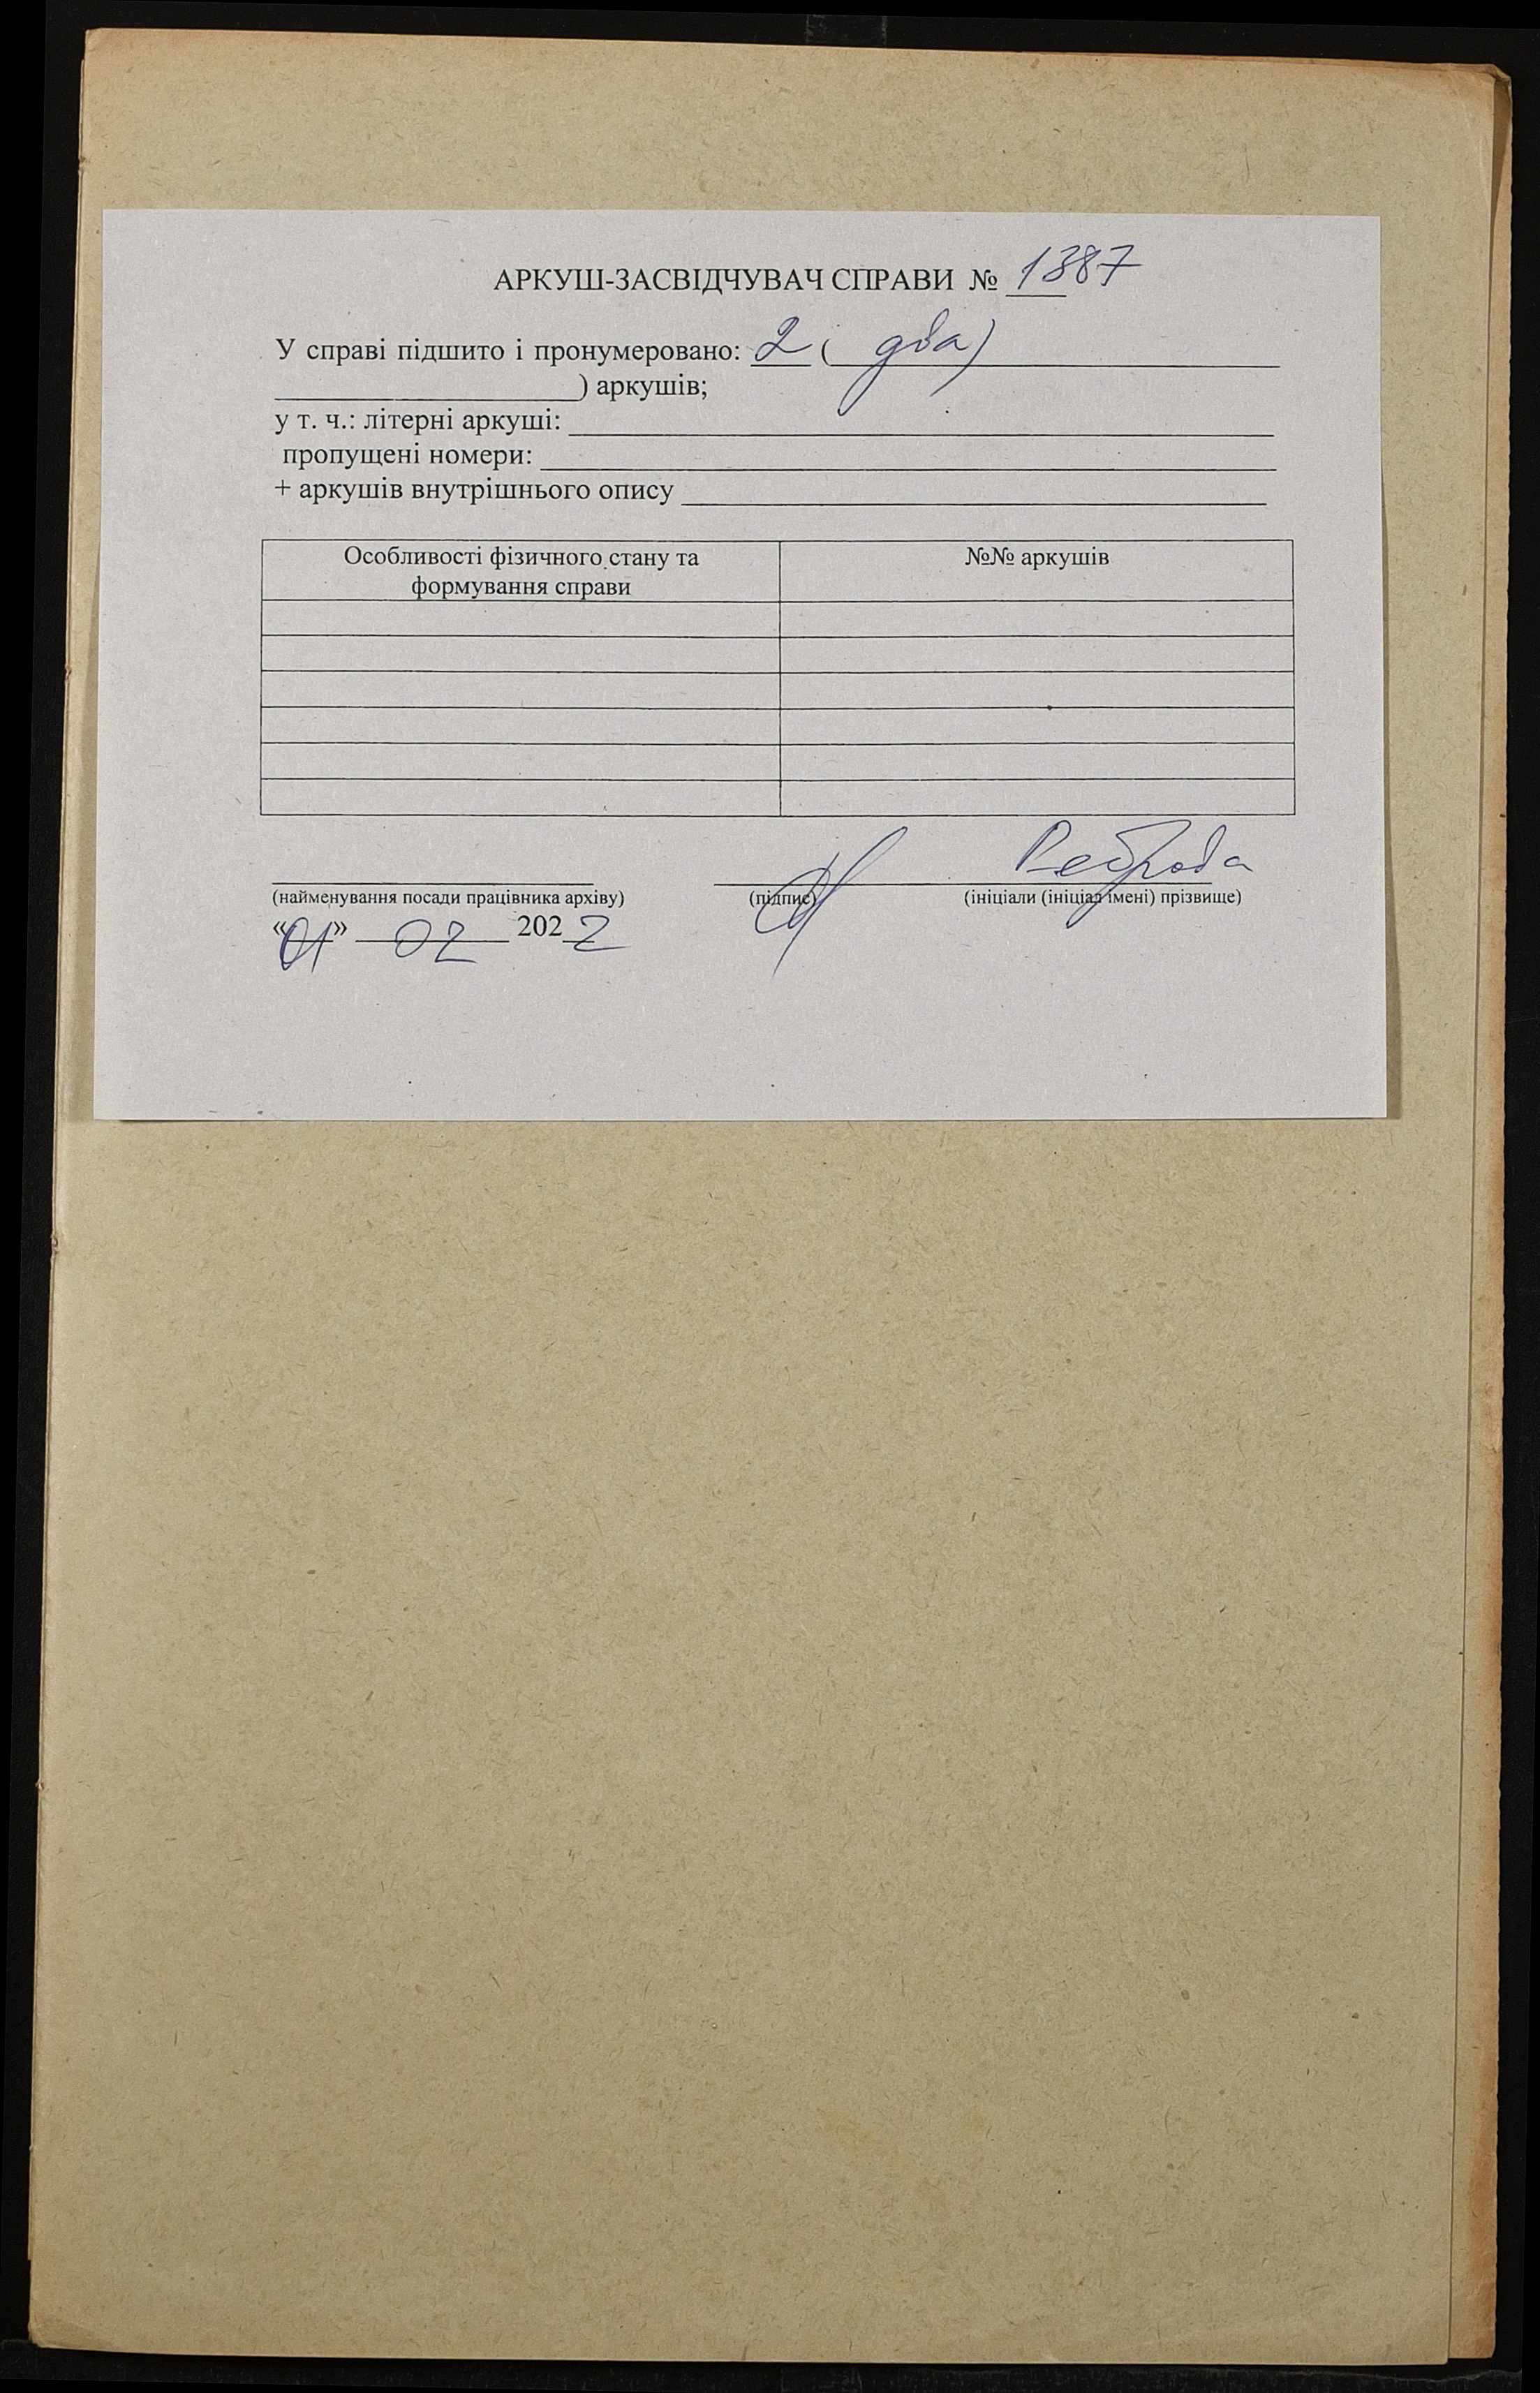 АРКУШ-ЗАСВІДЧУВАЧ СПРАВИ № 1387
У справі підшито і пронумеровано: 2 ( два )
) аркушів;
у т. ч.: літерні аркуші:
пропущені номери:
+ аркушів внутрішнього опису
Особливості фізичного стану та формування справи
№№ аркушів
(найменування посади працівника архіву)
(підпис)
(ініціали (ініціал імені) прізвище)
«01» 02 2022